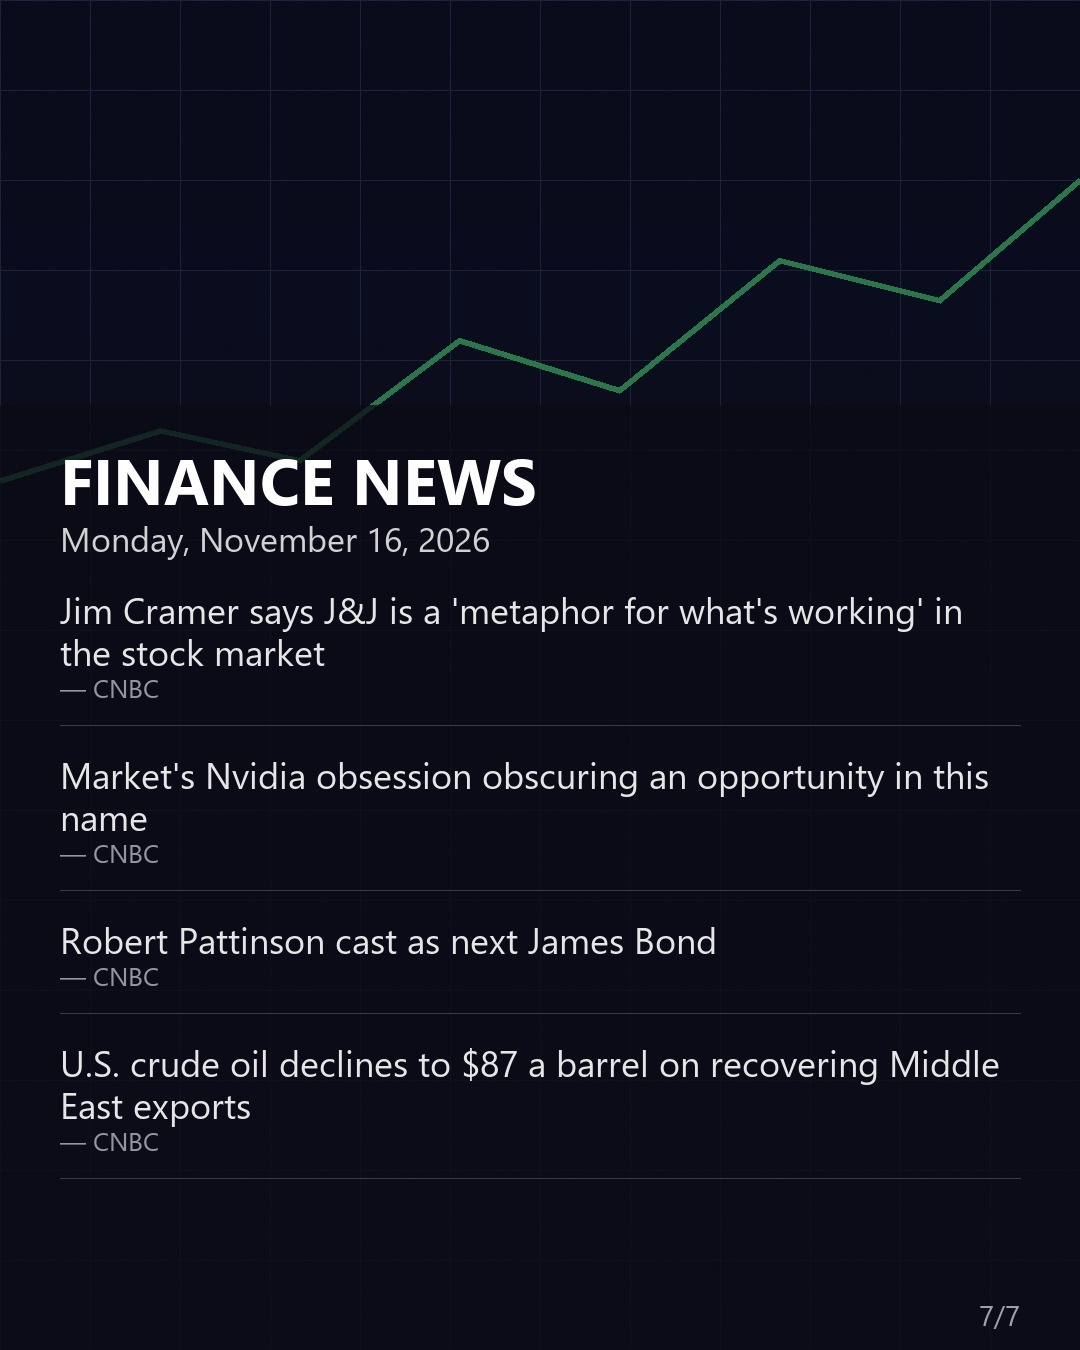 FINANCE NEWS
Monday, November 16, 2026
Jim Cramer says J&J is a 'metaphor for what's working' in
the stock market
— CNBC
Market's Nvidia obsession obscuring an opportunity in this
name
— CNBC
Robert Pattinson cast as next James Bond
— CNBC
U.S. crude oil declines to $87 a barrel on recovering Middle
East exports
— CNBC
7/7